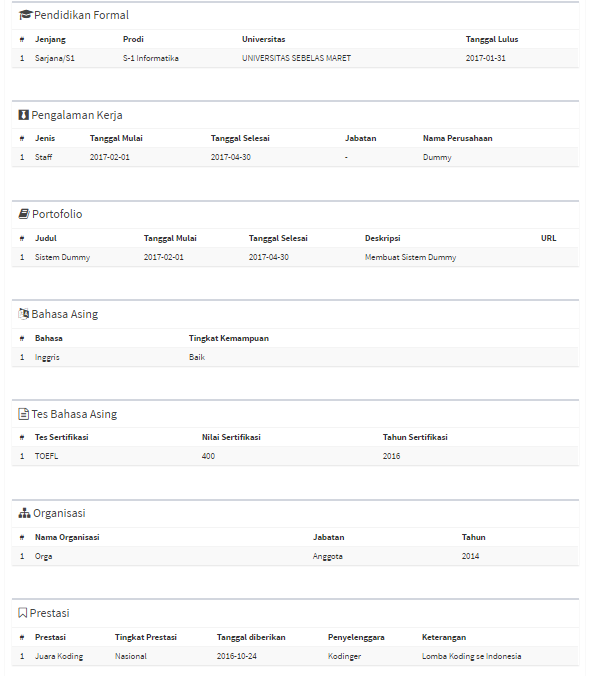 Pendidikan Formal
# Jenjang Prodi Universitas Tanggal Lulus
1 Sarjana/S1 S-1 Informatika UNIVERSITAS SEBELAS MARET 2017-01-31
Pengalaman Kerja
# Jenis Tanggal Mulai Tanggal Selesai Jabatan Nama Perusahaan
1 Staff 2017-02-01 2017-04-30 - Dummy
Portofolio
# Judul Tanggal Mulai Tanggal Selesai Deskripsi URL
1 Sistem Dummy 2017-02-01 2017-04-30 Membuat Sistem Dummy
Bahasa Asing
# Bahasa Tingkat Kemampuan
1 Inggris Baik
Tes Bahasa Asing
# Tes Sertifikasi Nilai Sertifikasi Tahun Sertifikasi
1 TOEFL 400 2016
Organisasi
# Nama Organisasi Jabatan Tahun
1 Orga Anggota 2014
Prestasi
# Prestasi Tingkat Prestasi Tanggal diberikan Penyelenggara Keterangan
1 Juara Koding Nasional 2016-10-24 Kodinger Lomba Koding se Indonesia